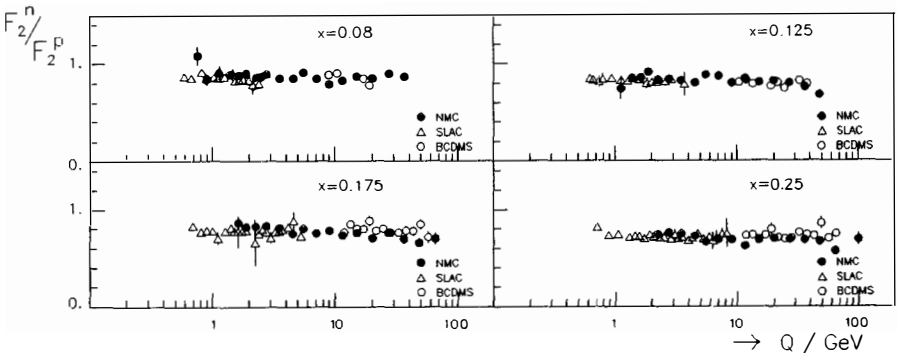 F₂ⁿ/F₂ᵖ
x=0.08
x=0.125
1.
NMC
SLAC
BCDMS
NMC
SLAC
BCDMS
0.
x=0.175
x=0.25
1.
NMC
SLAC
BCDMS
NMC
SLAC
BCDMS
0.
1 10 100 1 10 100
→ Q / GeV